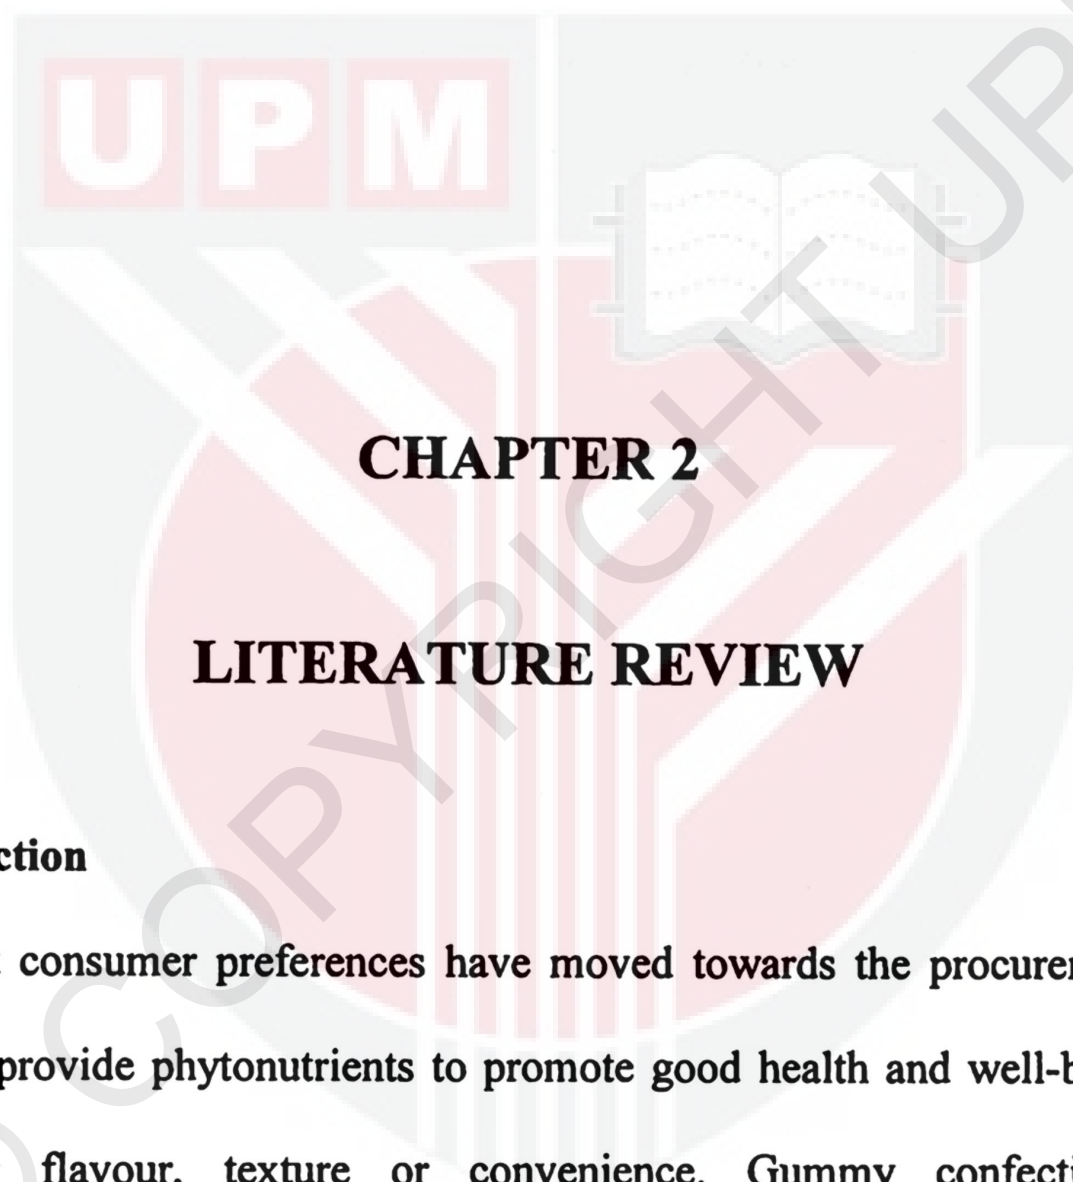 UPM
CHAPTER 2
LITERATURE REVIEW
ction
consumer preferences have moved towards the procurer
provide phytonutrients to promote good health and well-b
flavour, texture or convenience. Gummy confecti
COPYRIGHT UP